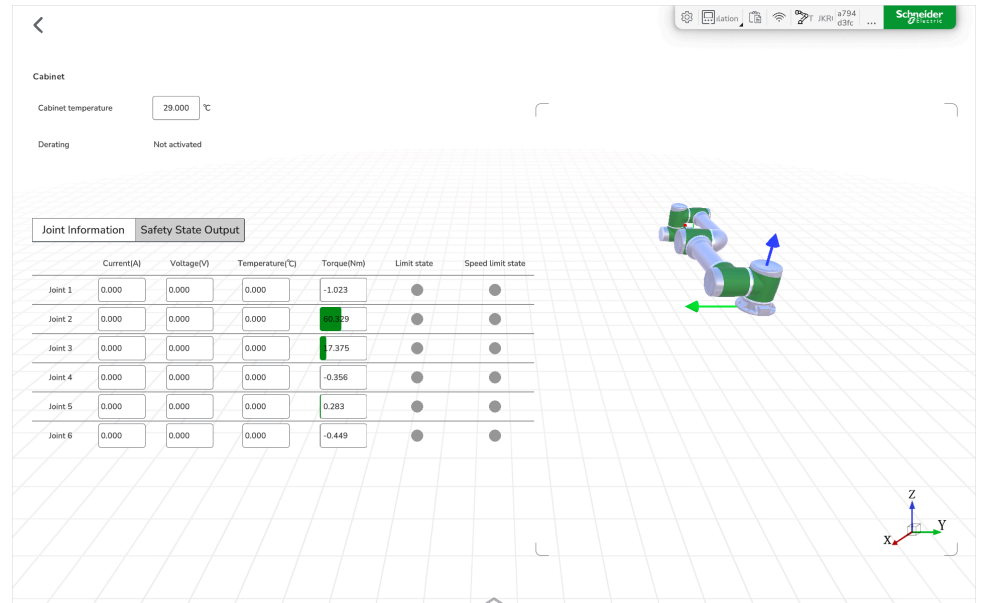 ulation T JKR a794 d3fc ... Schneider Electric
Cabinet
Cabinet temperature 29.000 ℃
Derating Not activated
Joint Information Safety State Output
Current(A) Voltage(V) Temperature(℃) Torque(Nm) Limit state Speed limit state
Joint 1 0.000 0.000 0.000 -1.023
Joint 2 0.000 0.000 0.000 60.329
Joint 3 0.000 0.000 0.000 17.375
Joint 4 0.000 0.000 0.000 -0.356
Joint 5 0.000 0.000 0.000 0.283
Joint 6 0.000 0.000 0.000 -0.449
Z
Y
X